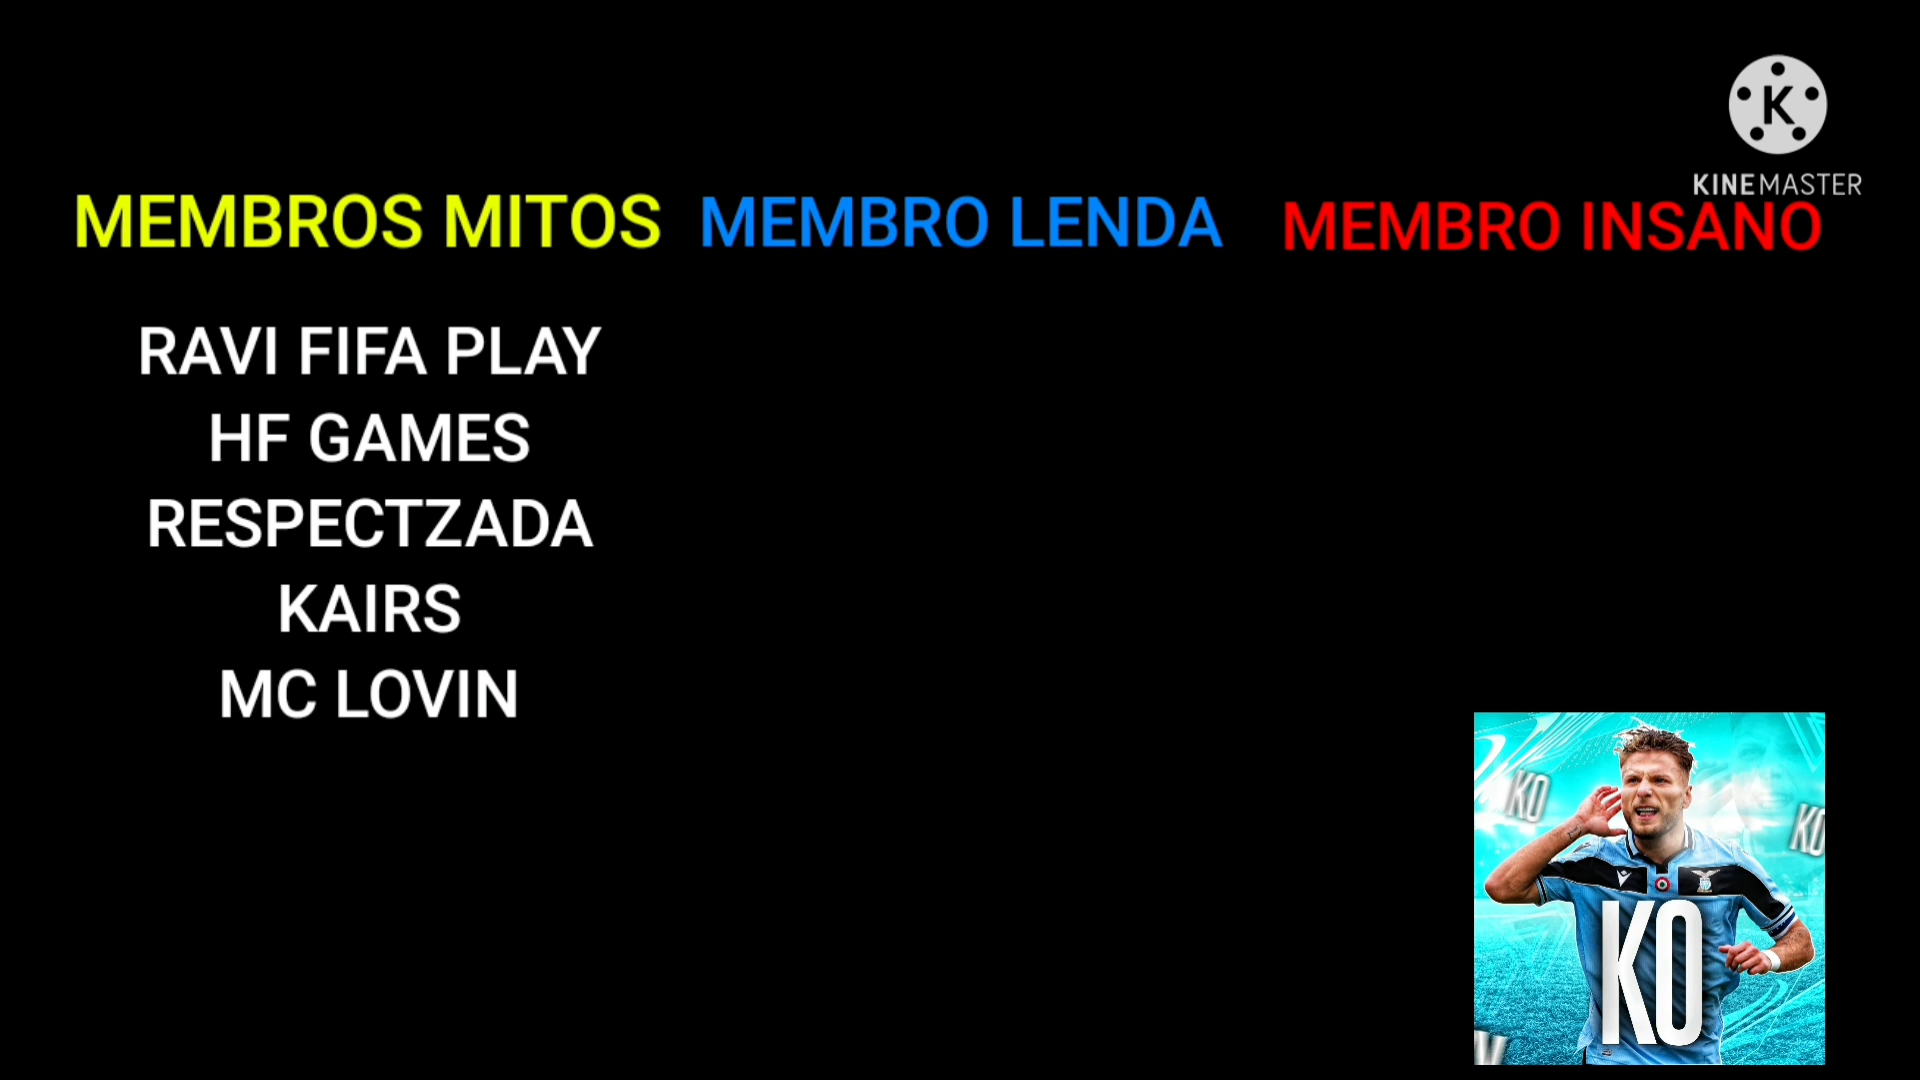 KINEMASTER
MEMBROS MITOS MEMBRO LENDA MEMBRO INSANO
RAVI FIFA PLAY
HF GAMES
RESPECTZADA
KAIRS
MC LOVIN
KO
KO
KO